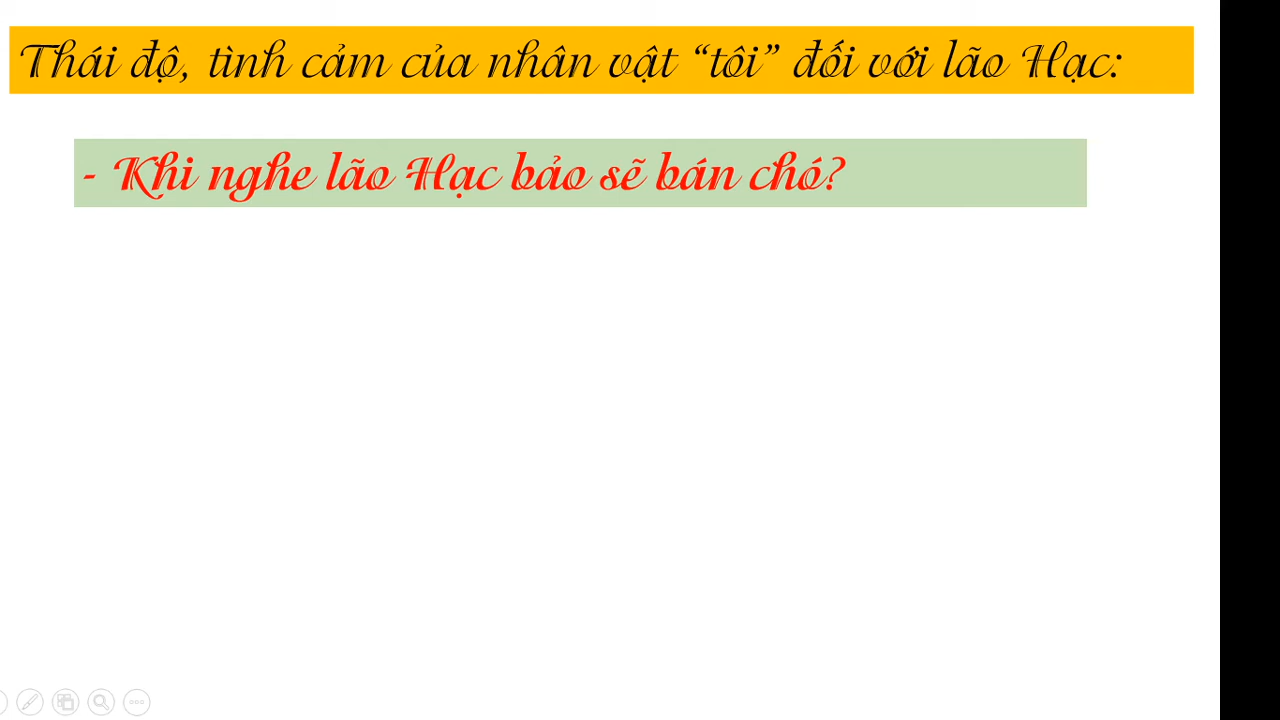 Thái độ, tình cảm của nhân vật “tôi” đối với lão Hạc:
- Khi nghe lão Hạc bảo sẽ bán chó?